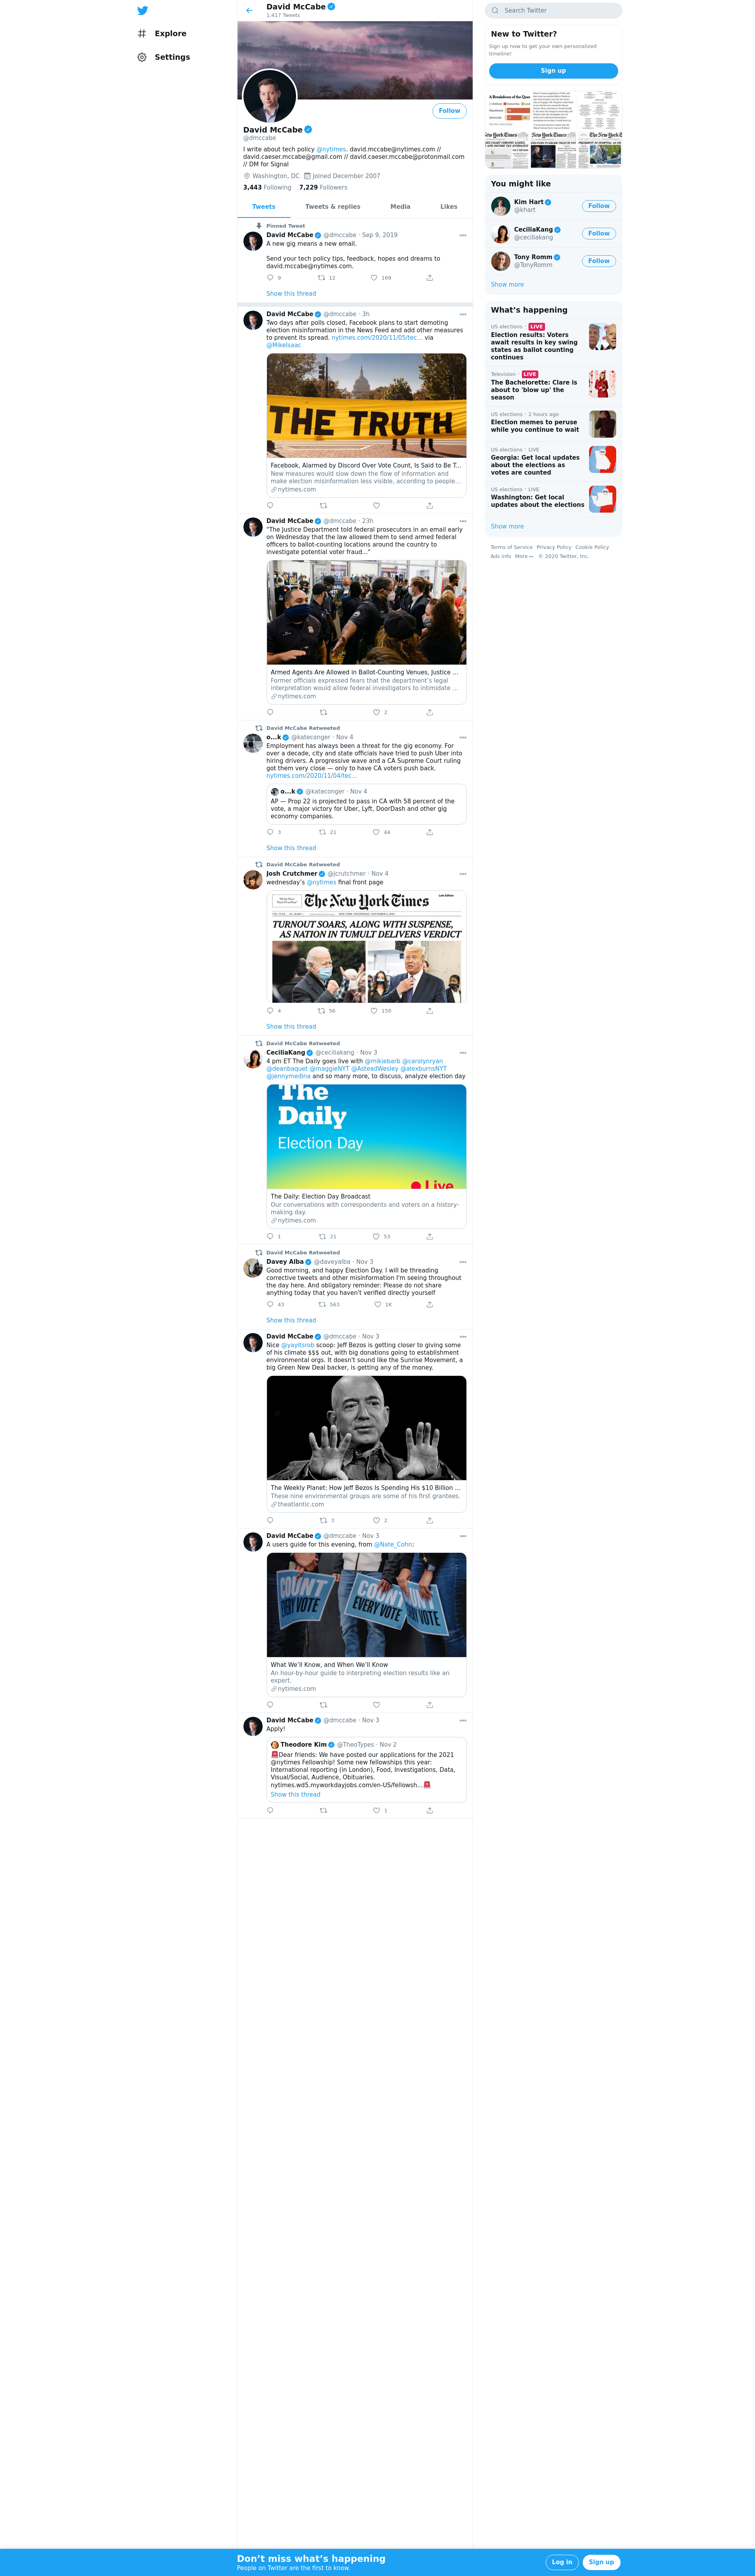 Explore
Settings
David McCabe
1,417 Tweets
Follow
David McCabe
@dmccabe
I write about tech policy @nytimes. david.mccabe@nytimes.com //
david.caeser.mccabe@gmail.com // david.caeser.mccabe@protonmail.com
// DM for Signal
Washington, DC Joined December 2007
3,443 Following 7,229 Followers
Tweets Tweets & replies Media Likes
Pinned Tweet
David McCabe @dmccabe · Sep 9, 2019
A new gig means a new email.
Send your tech policy tips, feedback, hopes and dreams to
david.mccabe@nytimes.com.
9 12 169
Show this thread
David McCabe @dmccabe · 3h
Two days after polls closed, Facebook plans to start demoting
election misinformation in the News Feed and add other measures
to prevent its spread. nytimes.com/2020/11/05/tec… via
@MikeIsaac
THE TRUTH
Facebook, Alarmed by Discord Over Vote Count, Is Said to Be T…
New measures would slow down the flow of information and
make election misinformation less visible, according to people…
nytimes.com
David McCabe @dmccabe · 23h
"The Justice Department told federal prosecutors in an email early
on Wednesday that the law allowed them to send armed federal
officers to ballot-counting locations around the country to
investigate potential voter fraud..."
Armed Agents Are Allowed in Ballot-Counting Venues, Justice …
Former officials expressed fears that the department's legal
interpretation would allow federal investigators to intimidate …
nytimes.com
2
David McCabe Retweeted
o...k @kateconger · Nov 4
Employment has always been a threat for the gig economy. For
over a decade, city and state officials have tried to push Uber into
hiring drivers. A progressive wave and a CA Supreme Court ruling
got them very close — only to have CA voters push back.
nytimes.com/2020/11/04/tec…
o...k @kateconger · Nov 4
AP — Prop 22 is projected to pass in CA with 58 percent of the
vote, a major victory for Uber, Lyft, DoorDash and other gig
economy companies.
3 21 44
Show this thread
David McCabe Retweeted
Josh Crutchmer @jcrutchmer · Nov 4
wednesday's @nytimes final front page
The New York Times
TURNOUT SOARS, ALONG WITH SUSPENSE,
AS NATION IN TUMULT DELIVERS VERDICT
4 56 150
Show this thread
David McCabe Retweeted
CeciliaKang @ceciliakang · Nov 3
4 pm ET The Daily goes live with @mikiebarb @carolynryan
@deanbaquet @maggieNYT @AsteadWesley @alexburnsNYT
@jennymedina and so many more, to discuss, analyze election day
The
Daily
Election Day
Live
The Daily: Election Day Broadcast
Our conversations with correspondents and voters on a history-
making day.
nytimes.com
1 21 53
David McCabe Retweeted
Davey Alba @daveyalba · Nov 3
Good morning, and happy Election Day. I will be threading
corrective tweets and other misinformation I'm seeing throughout
the day here. And obligatory reminder: Please do not share
anything today that you haven't verified directly yourself
43 563 1K
Show this thread
David McCabe @dmccabe · Nov 3
Nice @yayitsrob scoop: Jeff Bezos is getting closer to giving some
of his climate $$$ out, with big donations going to establishment
environmental orgs. It doesn't sound like the Sunrise Movement, a
big Green New Deal backer, is getting any of the money.
The Weekly Planet: How Jeff Bezos Is Spending His $10 Billion …
These nine environmental groups are some of his first grantees.
theatlantic.com
3 2
David McCabe @dmccabe · Nov 3
A users guide for this evening, from @Nate_Cohn:
COUNT
EVERY VOTE
COUNT
EVERY VOTE
OUNT
EVERY VOTE
What We'll Know, and When We'll Know
An hour-by-hour guide to interpreting election results like an
expert.
nytimes.com
David McCabe @dmccabe · Nov 3
Apply!
Theodore Kim @TheoTypes · Nov 2
🚨Dear friends: We have posted our applications for the 2021
@nytimes Fellowship! Some new fellowships this year:
International reporting (in London), Food, Investigations, Data,
Visual/Social, Audience, Obituaries.
nytimes.wd5.myworkdayjobs.com/en-US/fellowsh…🚨
Show this thread
1
Search Twitter
New to Twitter?
Sign up now to get your own personalized
timeline!
Sign up
You might like
Kim Hart
@khart
Follow
CeciliaKang
@ceciliakang
Follow
Tony Romm
@TonyRomm
Follow
Show more
What's happening
US elections · LIVE
Election results: Voters
await results in key swing
states as ballot counting
continues
Television · LIVE
The Bachelorette: Clare is
about to 'blow up' the
season
US elections · 2 hours ago
Election memes to peruse
while you continue to wait
US elections · LIVE
Georgia: Get local updates
about the elections as
votes are counted
US elections · LIVE
Washington: Get local
updates about the elections
Show more
Terms of Service Privacy Policy Cookie Policy
Ads info More © 2020 Twitter, Inc.
Don't miss what's happening
People on Twitter are the first to know.
Log in Sign up